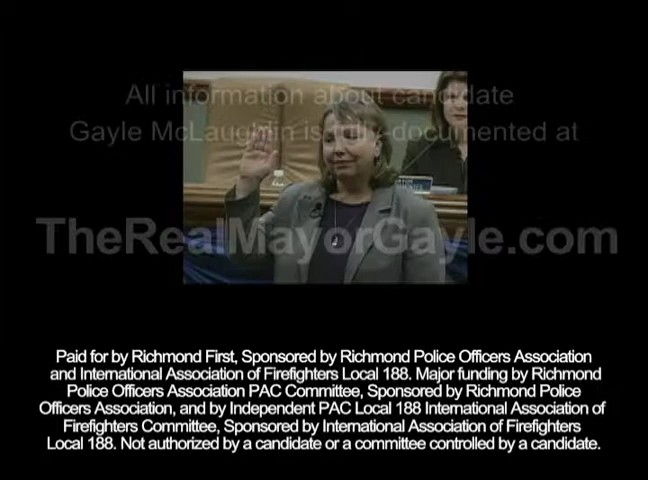 All information about candidate
Gayle McLaughlin is documented at
TheRealMayorGayle.com
Paid for by Richmond First, Sponsored by Richmond Police Officers Association
and International Association of Firefighters Local 188. Major funding by Richmond
Police Officers Association PAC Committee, Sponsored by Richmond Police
Officers Association, and by Independent PAC Local 188 International Association of
Firefighters Committee, Sponsored by International Association of Firefighters
Local 188. Not authorized by a candidate or a committee controlled by a candidate.